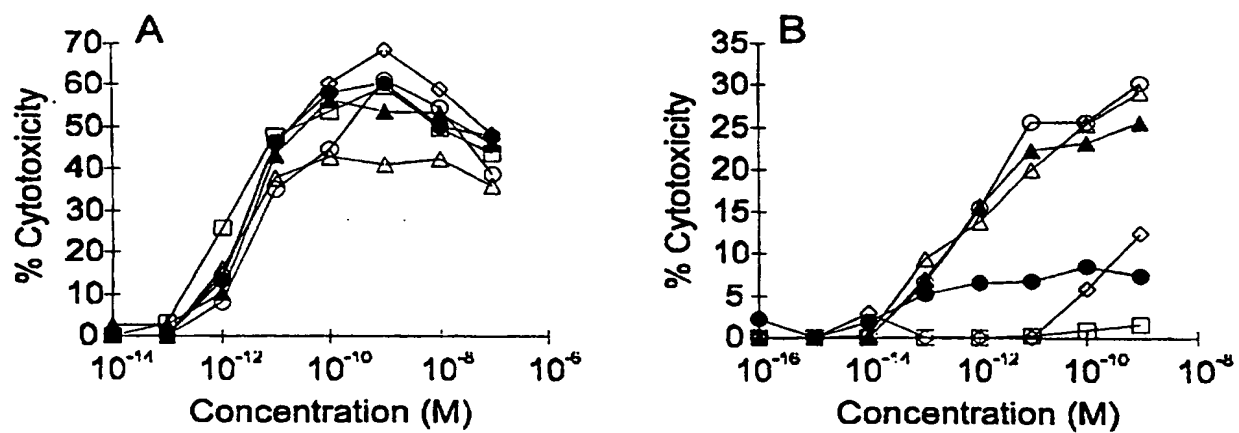 A
% Cytotoxicity
70
60
50
40
30
20
10
0
10⁻¹⁴ 10⁻¹² 10⁻¹⁰ 10⁻⁸ 10⁻⁶
Concentration (M)
B
% Cytotoxicity
35
30
25
20
15
10
5
0
10⁻¹⁶ 10⁻¹⁴ 10⁻¹² 10⁻¹⁰ 10⁻⁸
Concentration (M)